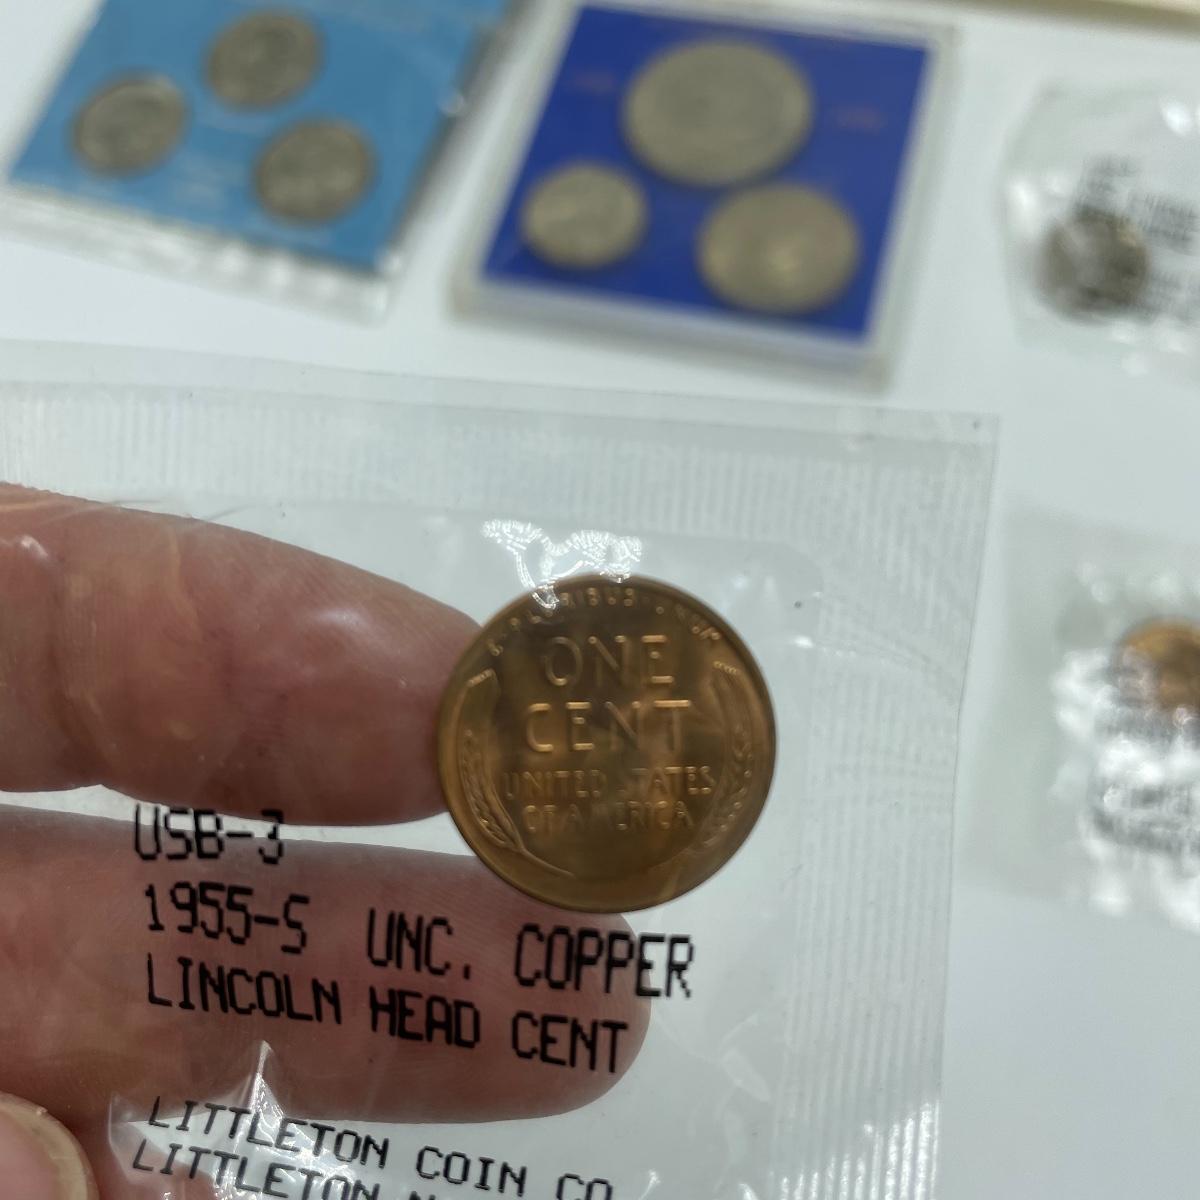 PLURIBUS UNUM
ONE
CENT
UNITED STATES
OF AMERICA
USB-3
1955-S UNC. COPPER
LINCOLN HEAD CENT
LITTLETON COIN CO
LITTLETON